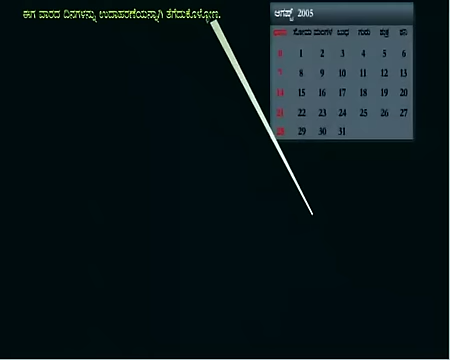 ಈಗ ವಾರದ ದಿನಗಳನ್ನು ಉದಾಹರಣೆಯನ್ನಾಗಿ ತೆಗೆದುಕೊಳ್ಳೋಣ.
ಆಗಸ್ಟ್ 2005
ಸೋಮ ಮಂಗಳ ಬುಧ ಗುರು ಶುಕ್ರ ಶನಿ
1 2 3 4 5 6
7 8 9 10 11 12 13
14 15 16 17 18 19 20
21 22 23 24 25 26 27
28 29 30 31